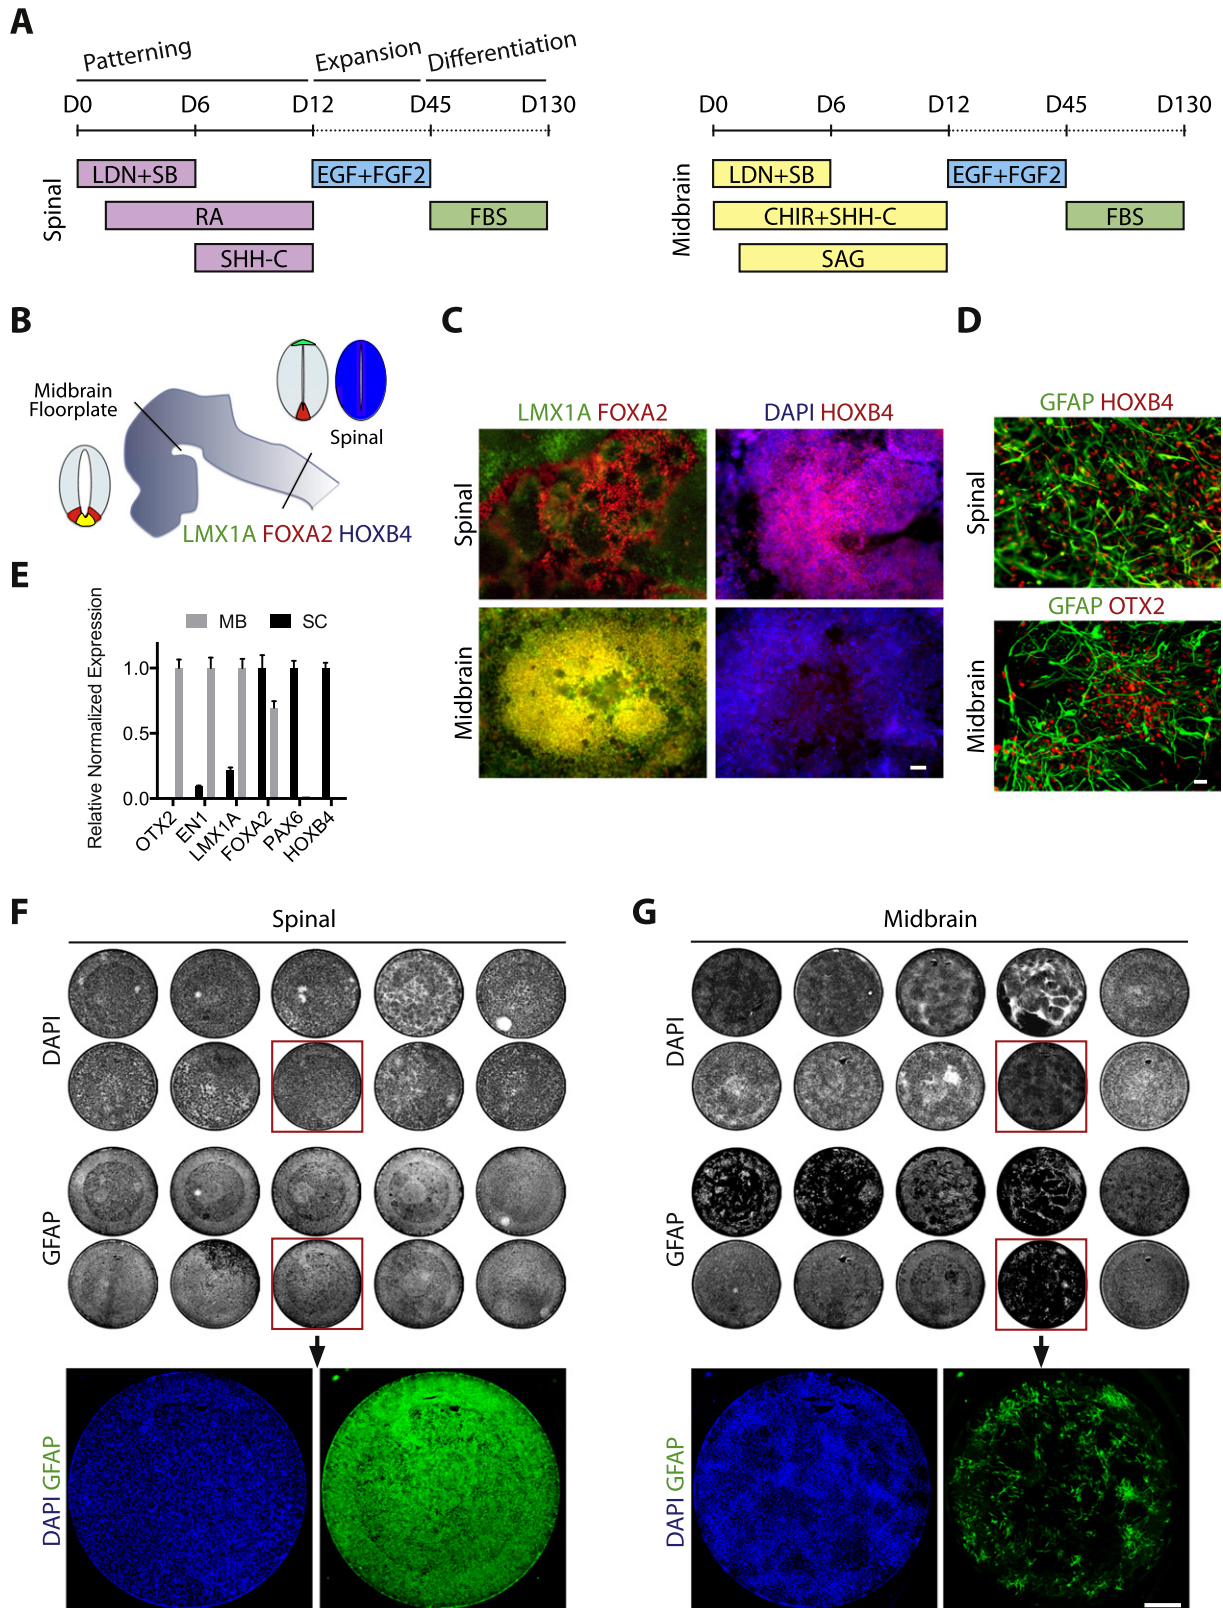 A
Patterning Expansion Differentiation
D0 D6 D12 D45 D130
Spinal
LDN+SB
EGF+FGF2
RA
FBS
SHH-C
D0 D6 D12 D45 D130
Midbrain
LDN+SB
EGF+FGF2
CHIR+SHH-C
FBS
SAG
B
Midbrain
Floorplate
Spinal
LMX1A FOXA2 HOXB4
C
LMX1A FOXA2
DAPI HOXB4
Spinal
Midbrain
D
GFAP HOXB4
Spinal
GFAP OTX2
Midbrain
E
MB SC
Relative Normalized Expression
1.0
0.5
0.0
OTX2
EN1
LMX1A
FOXA2
PAX6
HOXB4
F
Spinal
DAPI
GFAP
DAPI GFAP
G
Midbrain
DAPI
GFAP
DAPI GFAP